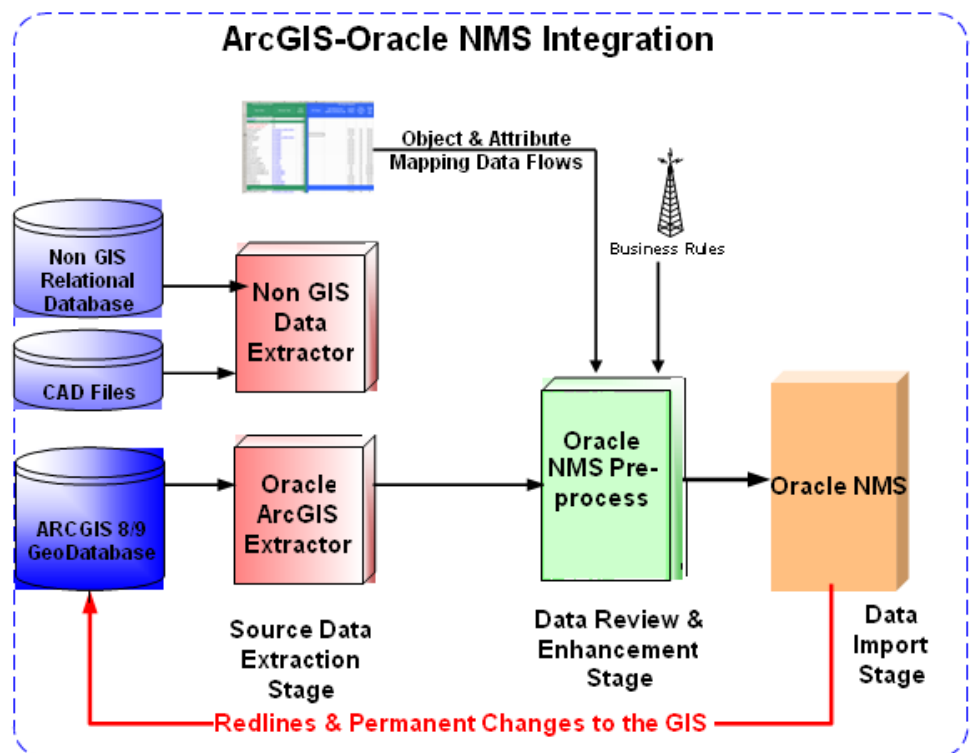 ArcGIS-Oracle NMS Integration
Object & Attribute
Mapping Data Flows
Business Rules
Non GIS
Relational
Database
Non GIS
Data
Extractor
CAD Files
ARCGIS 8/9
GeoDatabase
Oracle
ArcGIS
Extractor
Oracle
NMS Pre-
process
Oracle NMS
Source Data
Extraction
Stage
Data Review &
Enhancement
Stage
Data
Import
Stage
Redlines & Permanent Changes to the GIS